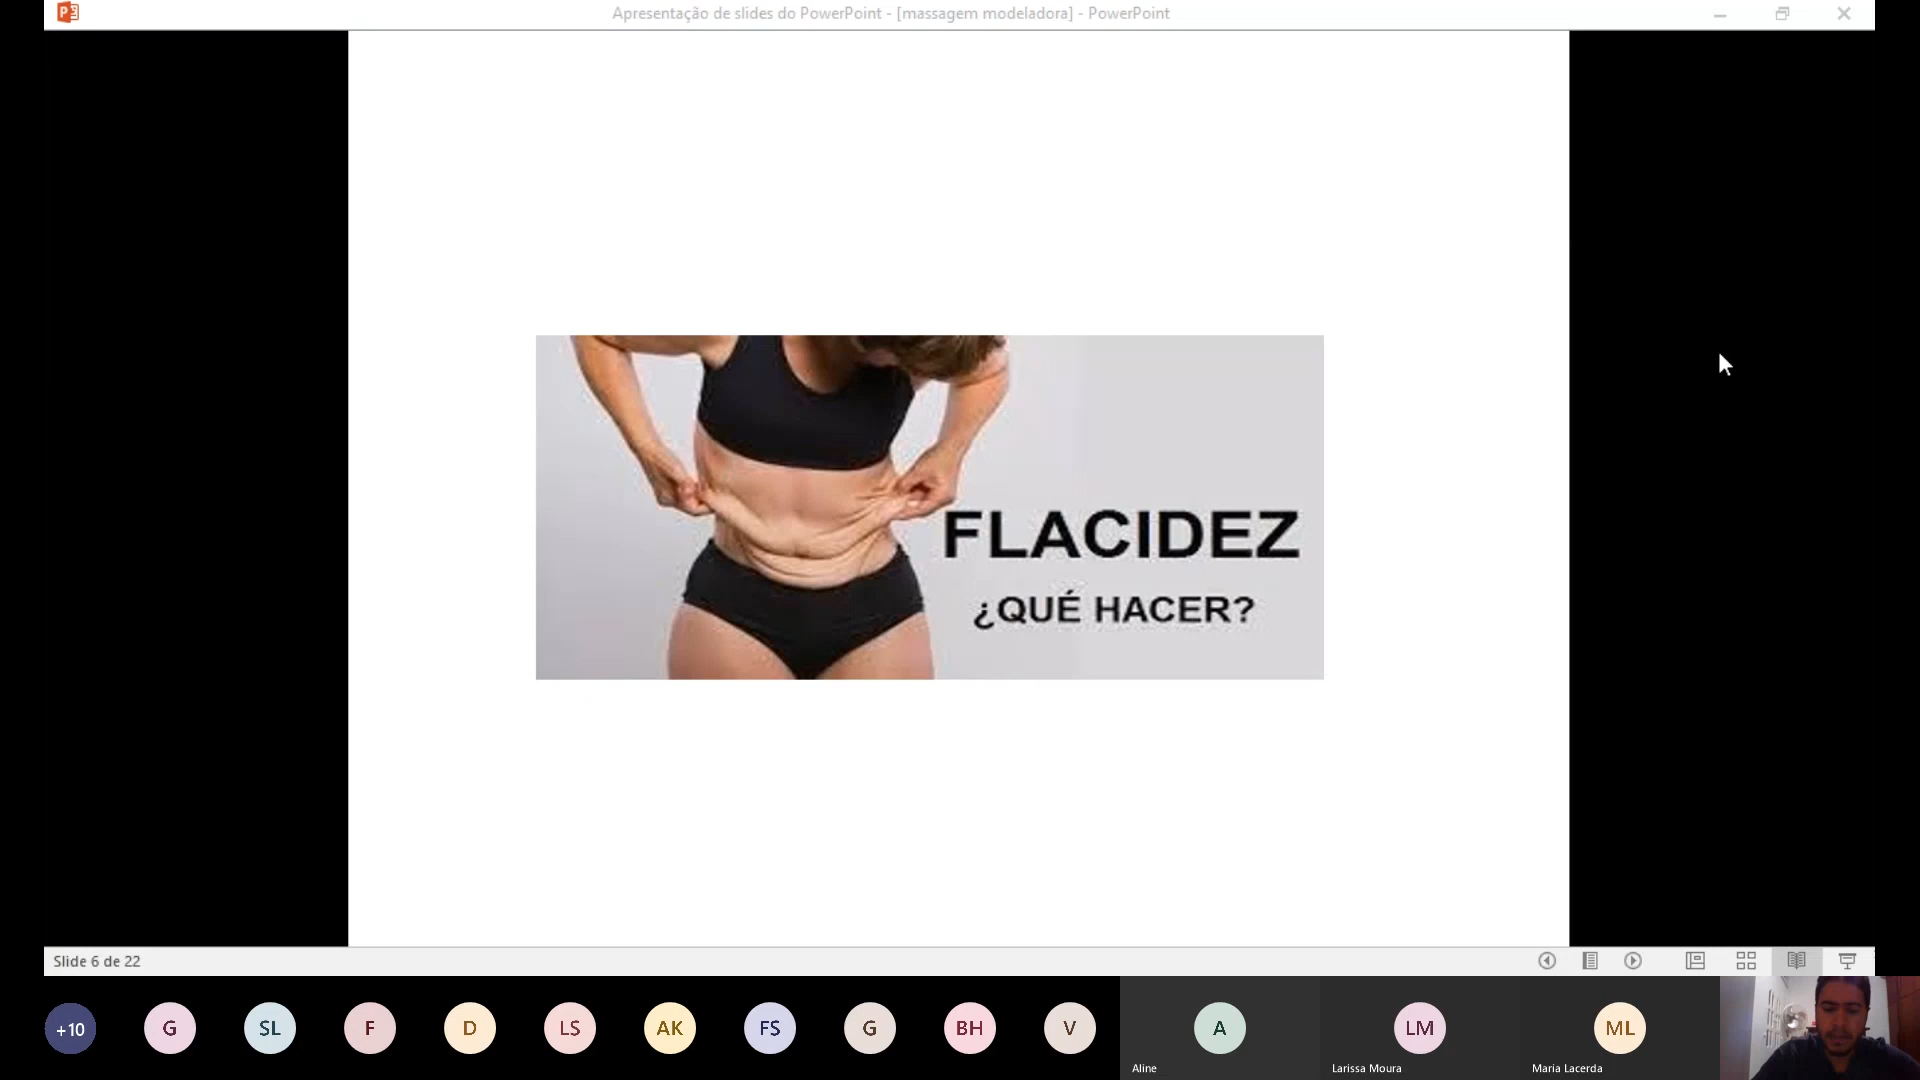 Apresentação de slides do PowerPoint - [massagem modeladora] - PowerPoint
FLACIDEZ
¿QUÉ HACER?
Slide 6 de 22
+10
G
SL
F
D
LS
AK
FS
G
BH
V
A
LM
ML
Aline
Larissa Moura
Maria Lacerda